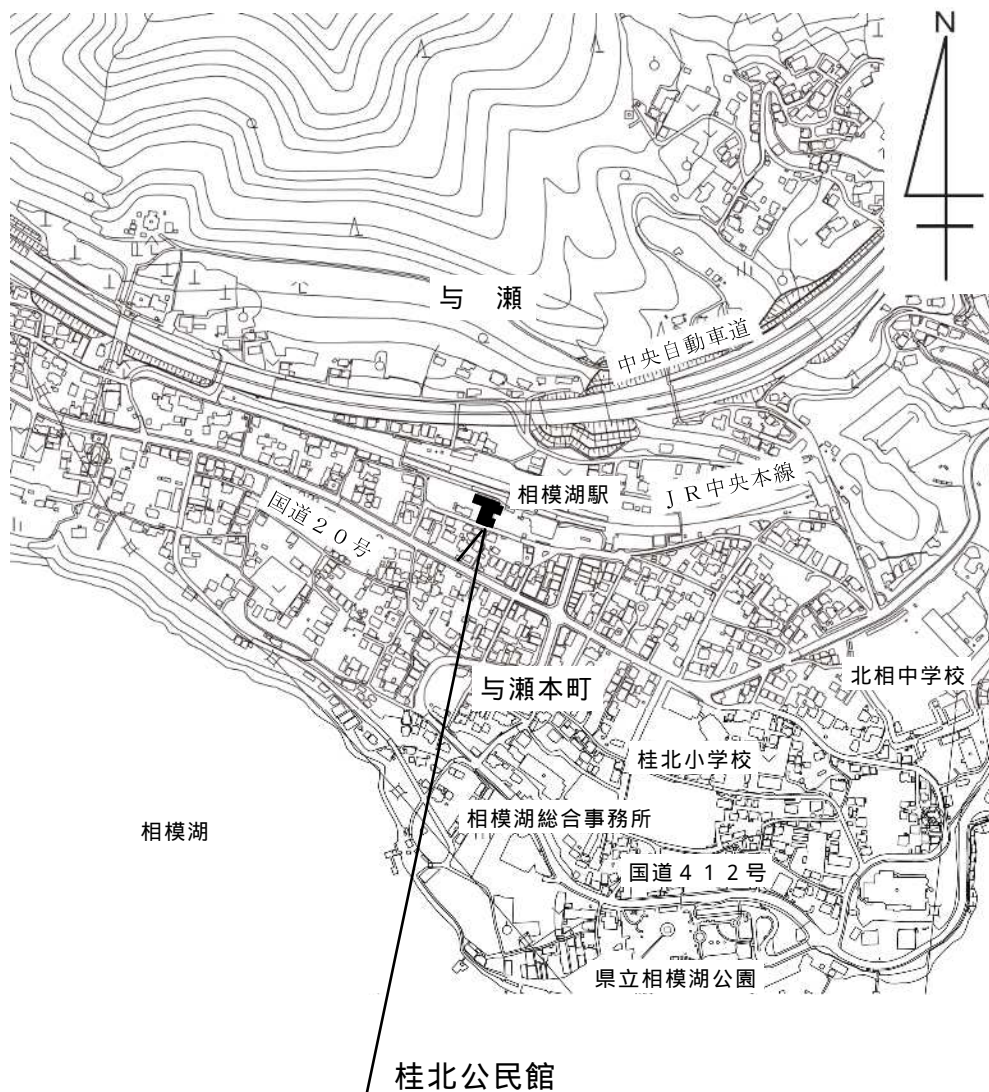 N
与 瀬
中央自動車道
相模湖駅
ＪＲ中央本線
国道２０号
北相中学校
与瀬本町
桂北小学校
相模湖総合事務所
相模湖
国道４１２号
県立相模湖公園
桂北公民館